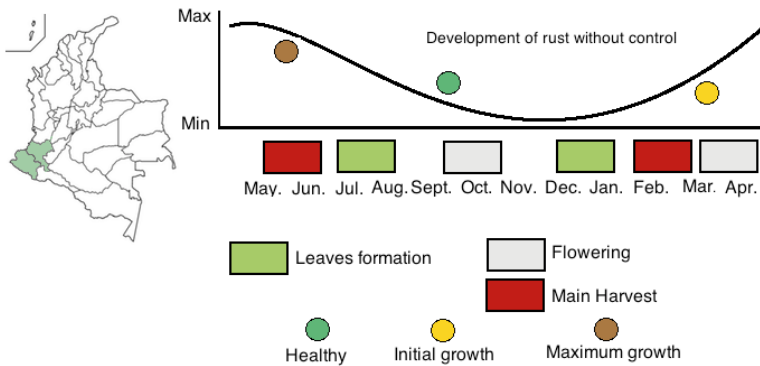 Max
Development of rust without control
Min
May. Jun. Jul. Aug. Sept. Oct. Nov. Dec. Jan. Feb. Mar. Apr.
Leaves formation
Flowering
Main Harvest
Healthy
Initial growth
Maximum growth